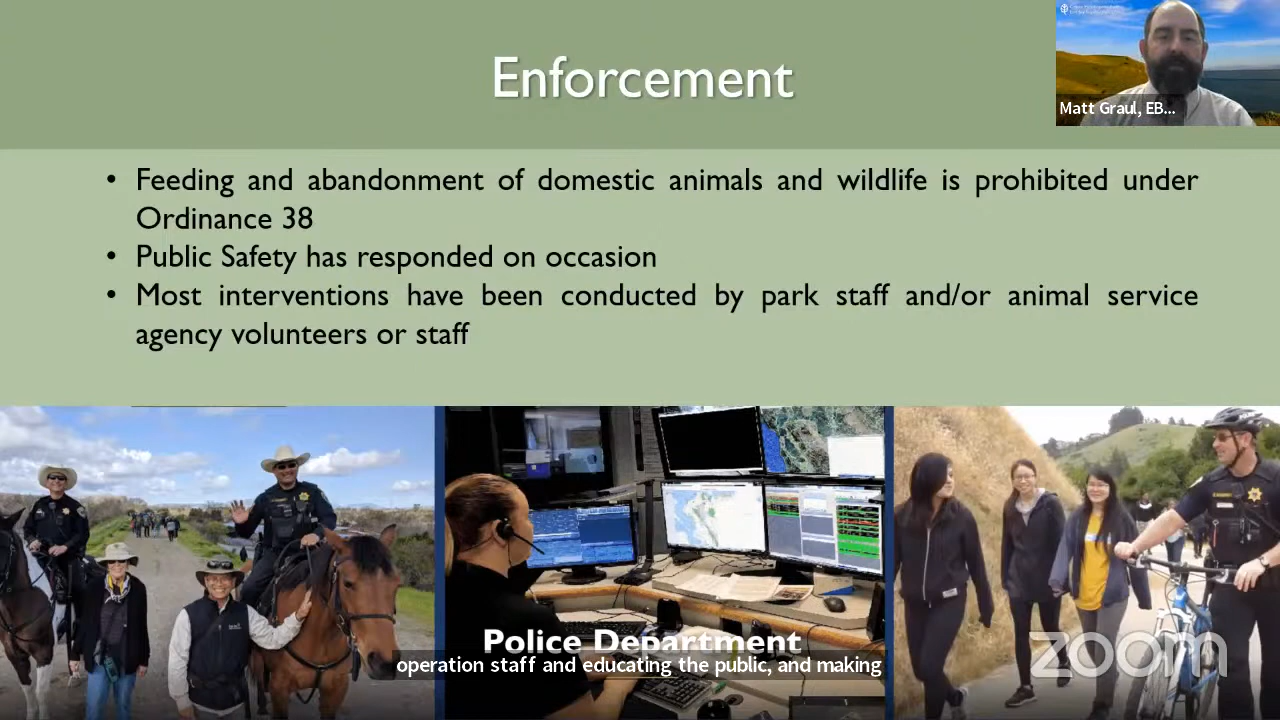 Enforcement
Matt Graul, EB...
• Feeding and abandonment of domestic animals and wildlife is prohibited under
Ordinance 38
• Public Safety has responded on occasion
• Most interventions have been conducted by park staff and/or animal service
agency volunteers or staff
Police Department
operation staff and educating the public, and making
zoom